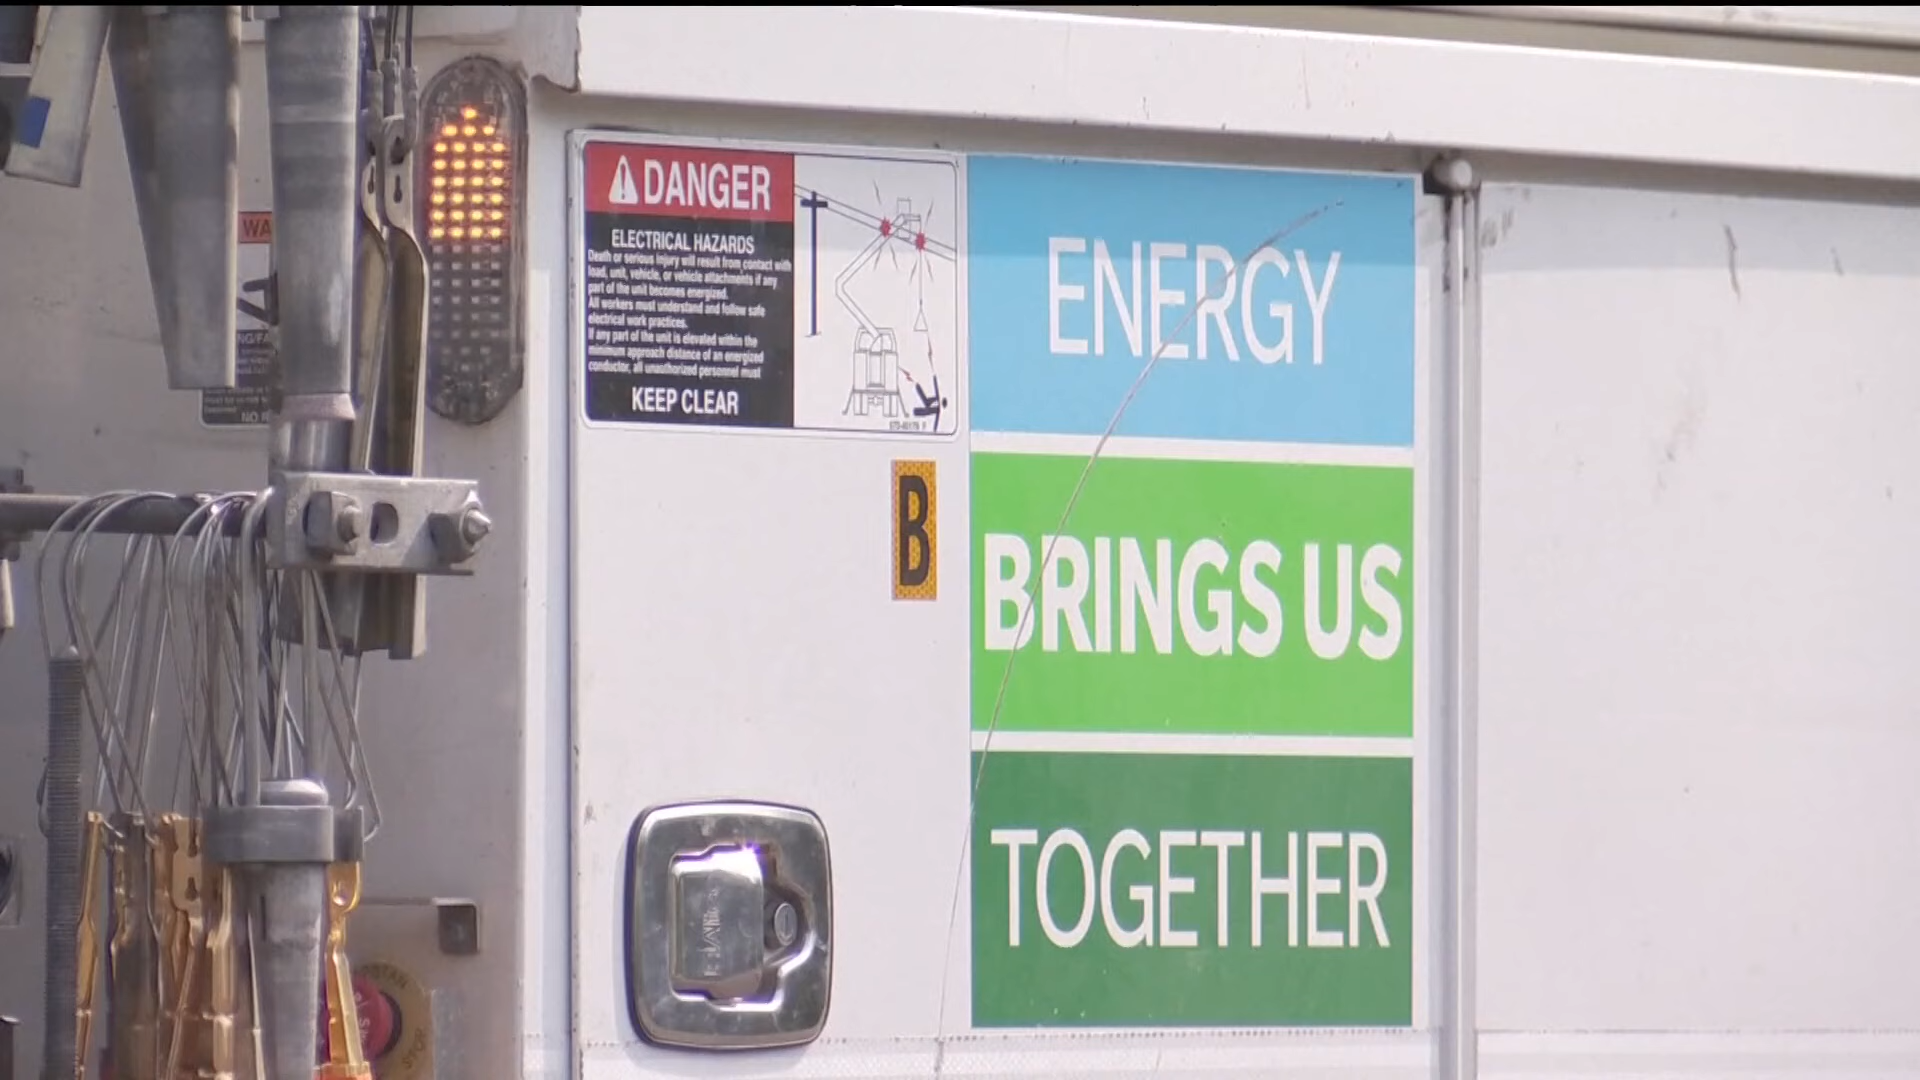 DANGER
ELECTRICAL HAZARDS
Death or serious injury will result from contact with
load, unit, vehicle, or vehicle attachments if any
part of the unit becomes energized.
All workers must understand and follow safe
electrical work practices.
If any part of the unit is elevated within the
minimum approach distance of an energized
conductor, all unauthorized personnel must
KEEP CLEAR
B
ENERGY
BRINGS US
TOGETHER
WA
NO
STOP